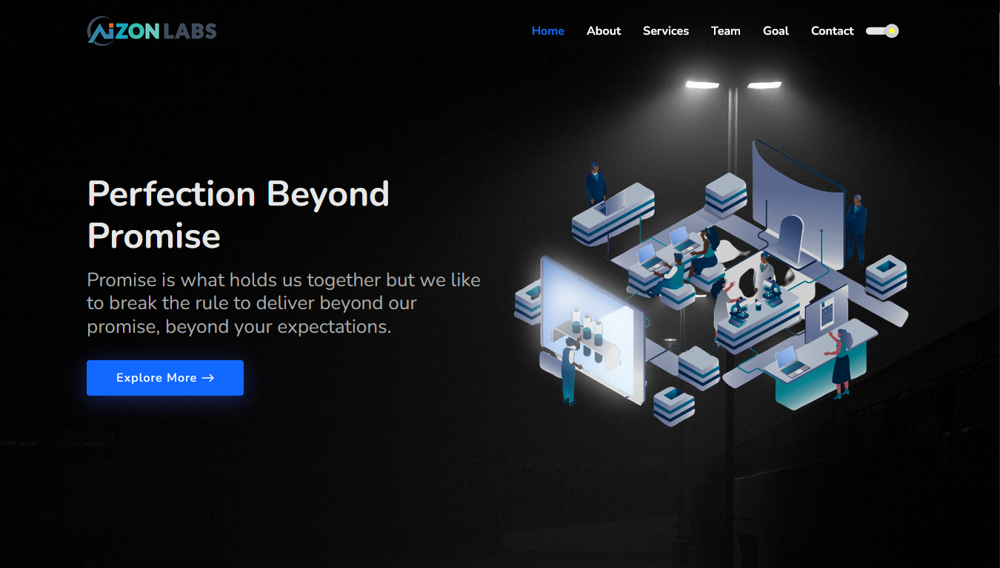 AiZON LABS
Home About Services Team Goal Contact
Perfection Beyond
Promise
Promise is what holds us together but we like
to break the rule to deliver beyond our
promise, beyond your expectations.
Explore More →